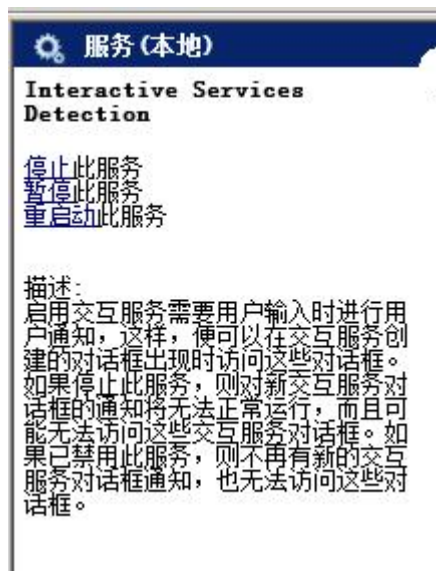 服务(本地)
Interactive Services
Detection
停止此服务
暂停此服务
重启动此服务
描述:
启用交互服务需要用户输入时进行用
户通知，这样，便可以在交互服务创
建的对话框出现时访问这些对话框。
如果停止此服务，则对新交互服务对
话框的通知将无法正常运行，而且可
能无法访问这些交互服务对话框。如
果已禁用此服务，则不再有新的交互
服务对话框通知，也无法访问这些对
话框。